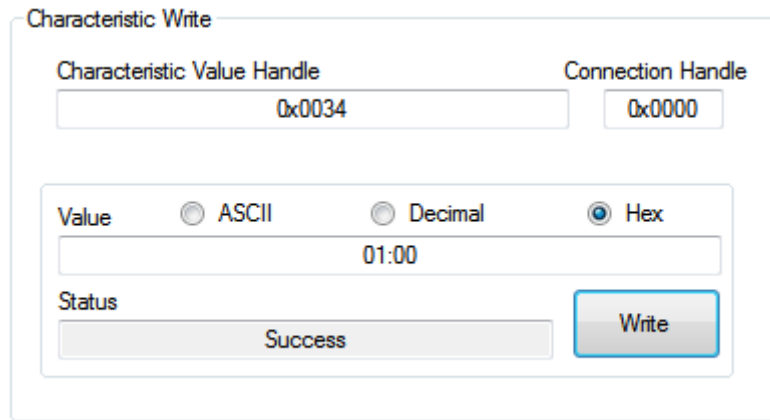 Characteristic Write
Characteristic Value Handle Connection Handle
0x0034 0x0000
Value ASCII Decimal Hex
01:00
Status
Success
Write